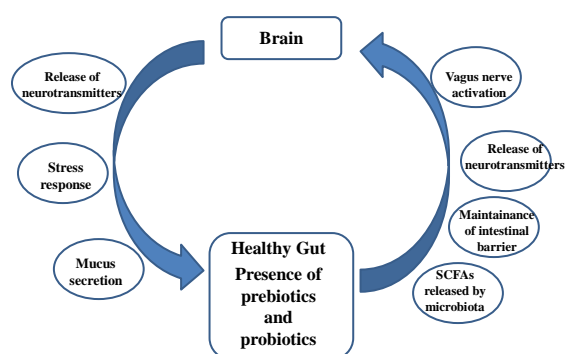 Brain
Release of
neurotransmitters
Stress
response
Mucus
secretion
Healthy Gut
Presence of
prebiotics
and
probiotics
Vagus nerve
activation
Release of
neurotransmitters
Maintainance
of intestinal
barrier
SCFAs
released by
microbiota